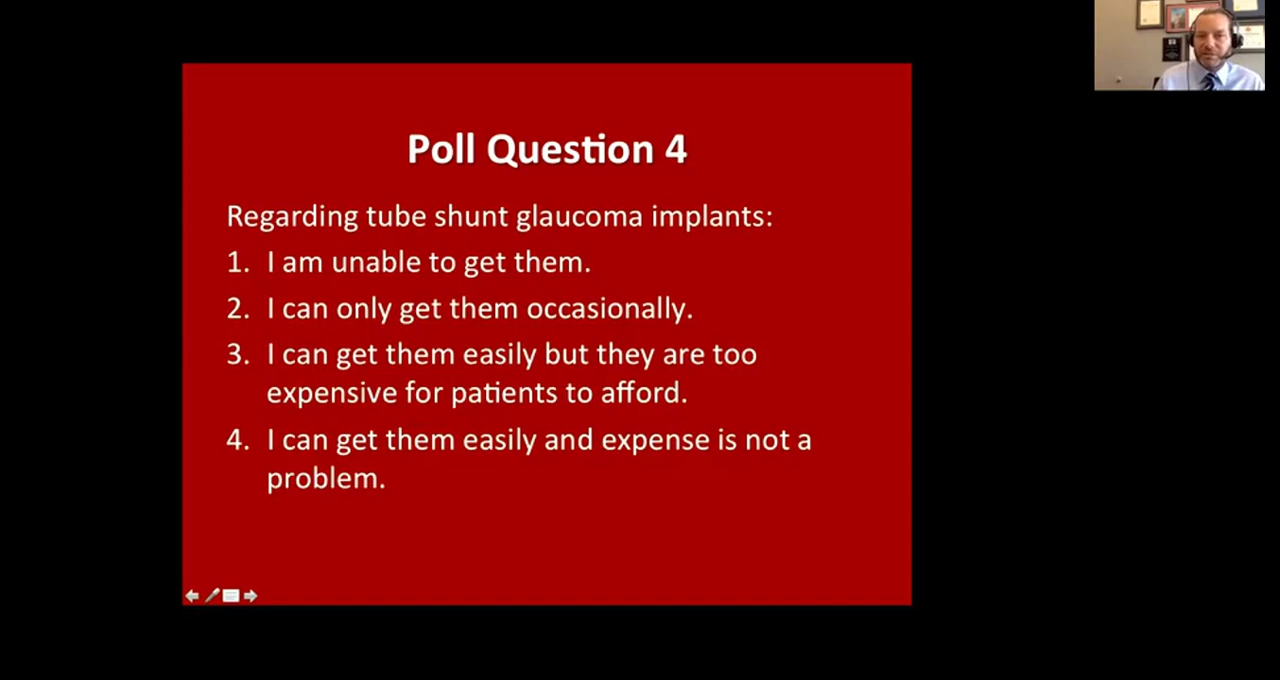 Poll Question 4
Regarding tube shunt glaucoma implants:
1. I am unable to get them.
2. I can only get them occasionally.
3. I can get them easily but they are too
expensive for patients to afford.
4. I can get them easily and expense is not a
problem.